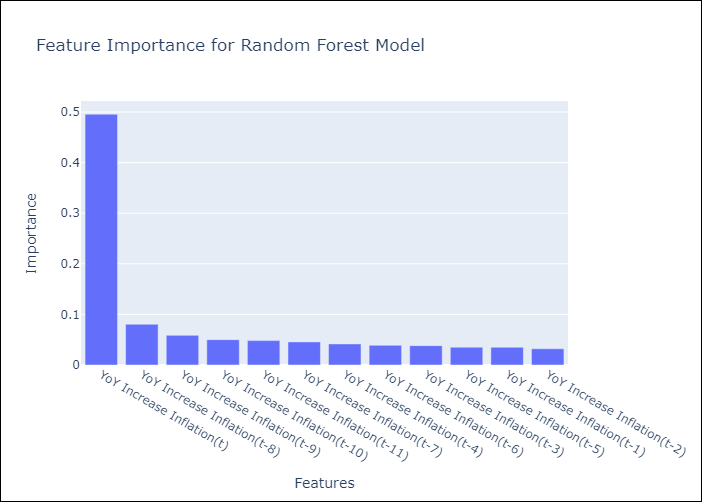 Feature Importance for Random Forest Model
0.5
0.4
0.3
0.2
0.1
0
Importance
YoY Increase Inflation(t)
YoY Increase Inflation(t-8)
YoY Increase Inflation(t-9)
YoY Increase Inflation(t-10)
YoY Increase Inflation(t-11)
YoY Increase Inflation(t-7)
YoY Increase Inflation(t-4)
YoY Increase Inflation(t-6)
YoY Increase Inflation(t-3)
YoY Increase Inflation(t-5)
YoY Increase Inflation(t-1)
YoY Increase Inflation(t-2)
Features